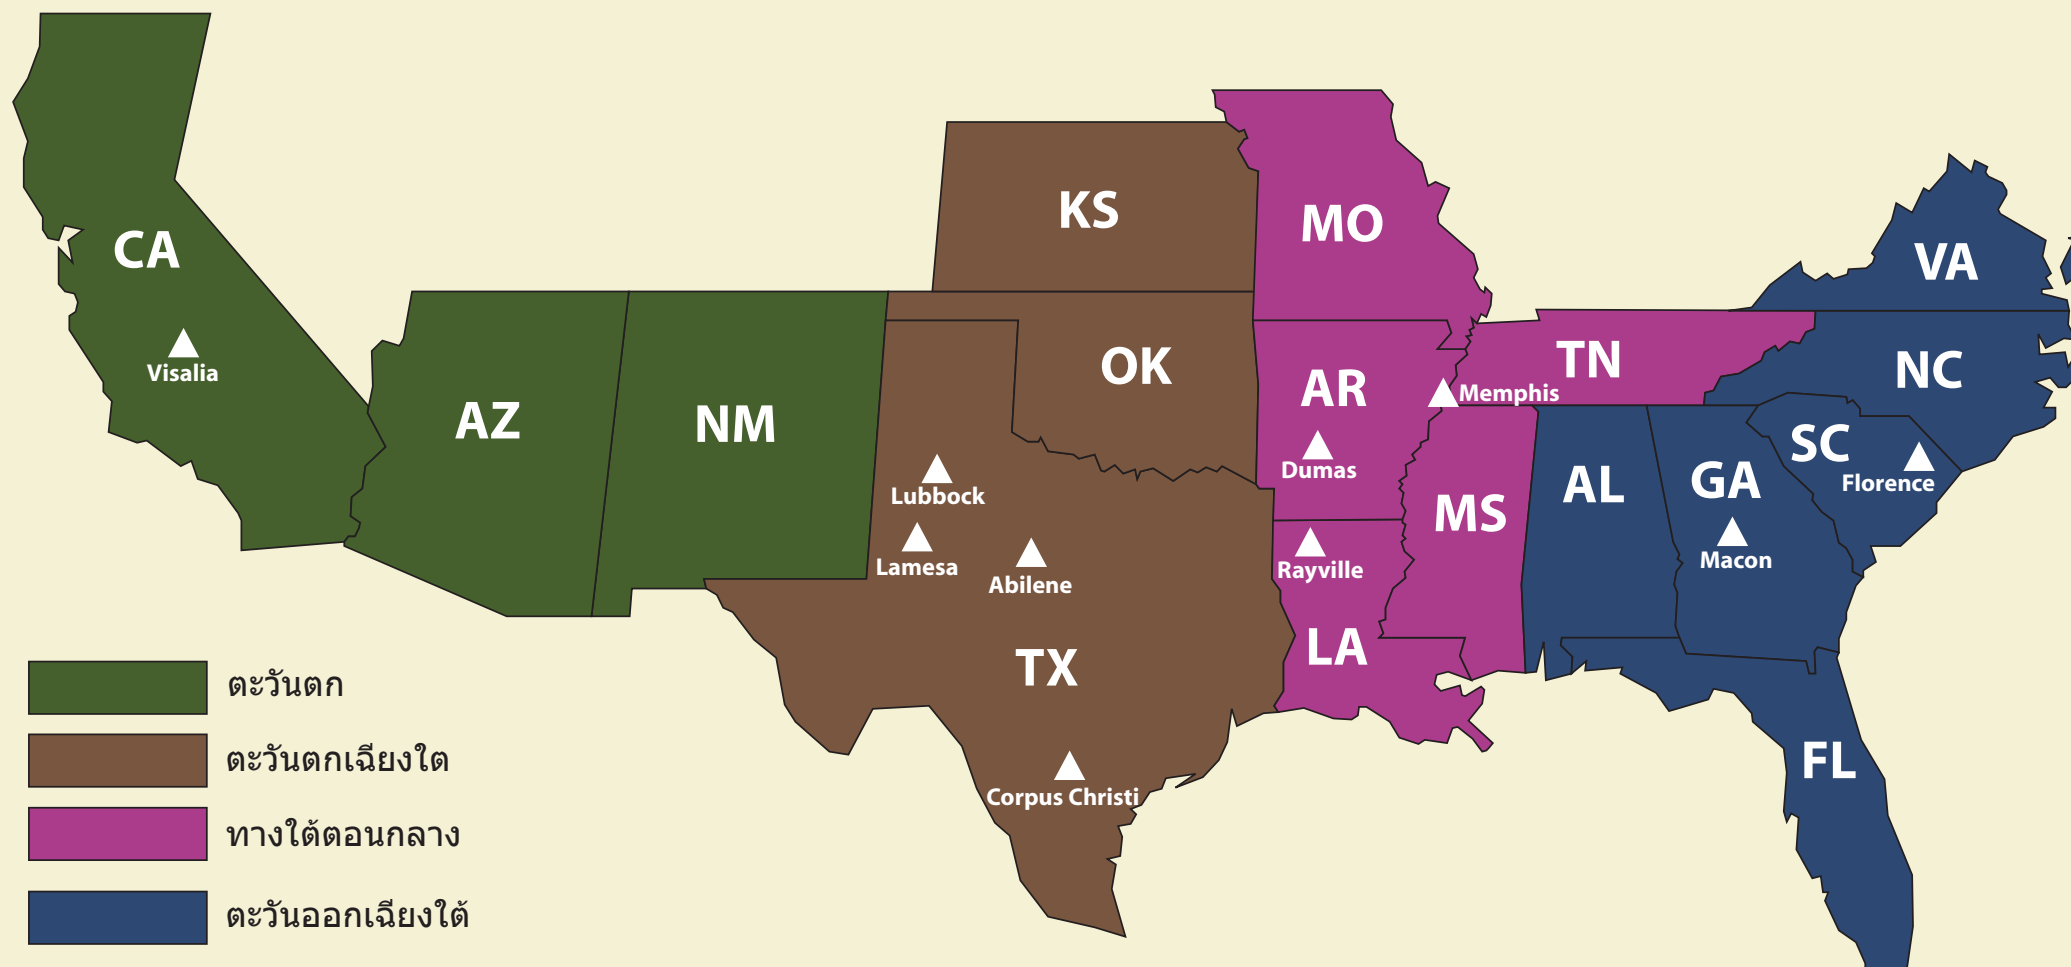 CA
Visalia
AZ
NM
KS
OK
Lubbock
Lamesa
Abilene
TX
Corpus Christi
MO
AR
Dumas
Memphis
TN
Rayville
LA
MS
AL
GA
Macon
SC
Florence
NC
VA
FL
ตะวันตก
ตะวันตกเฉียงใต
ทางใต้ตอนกลาง
ตะวันออกเฉียงใต้